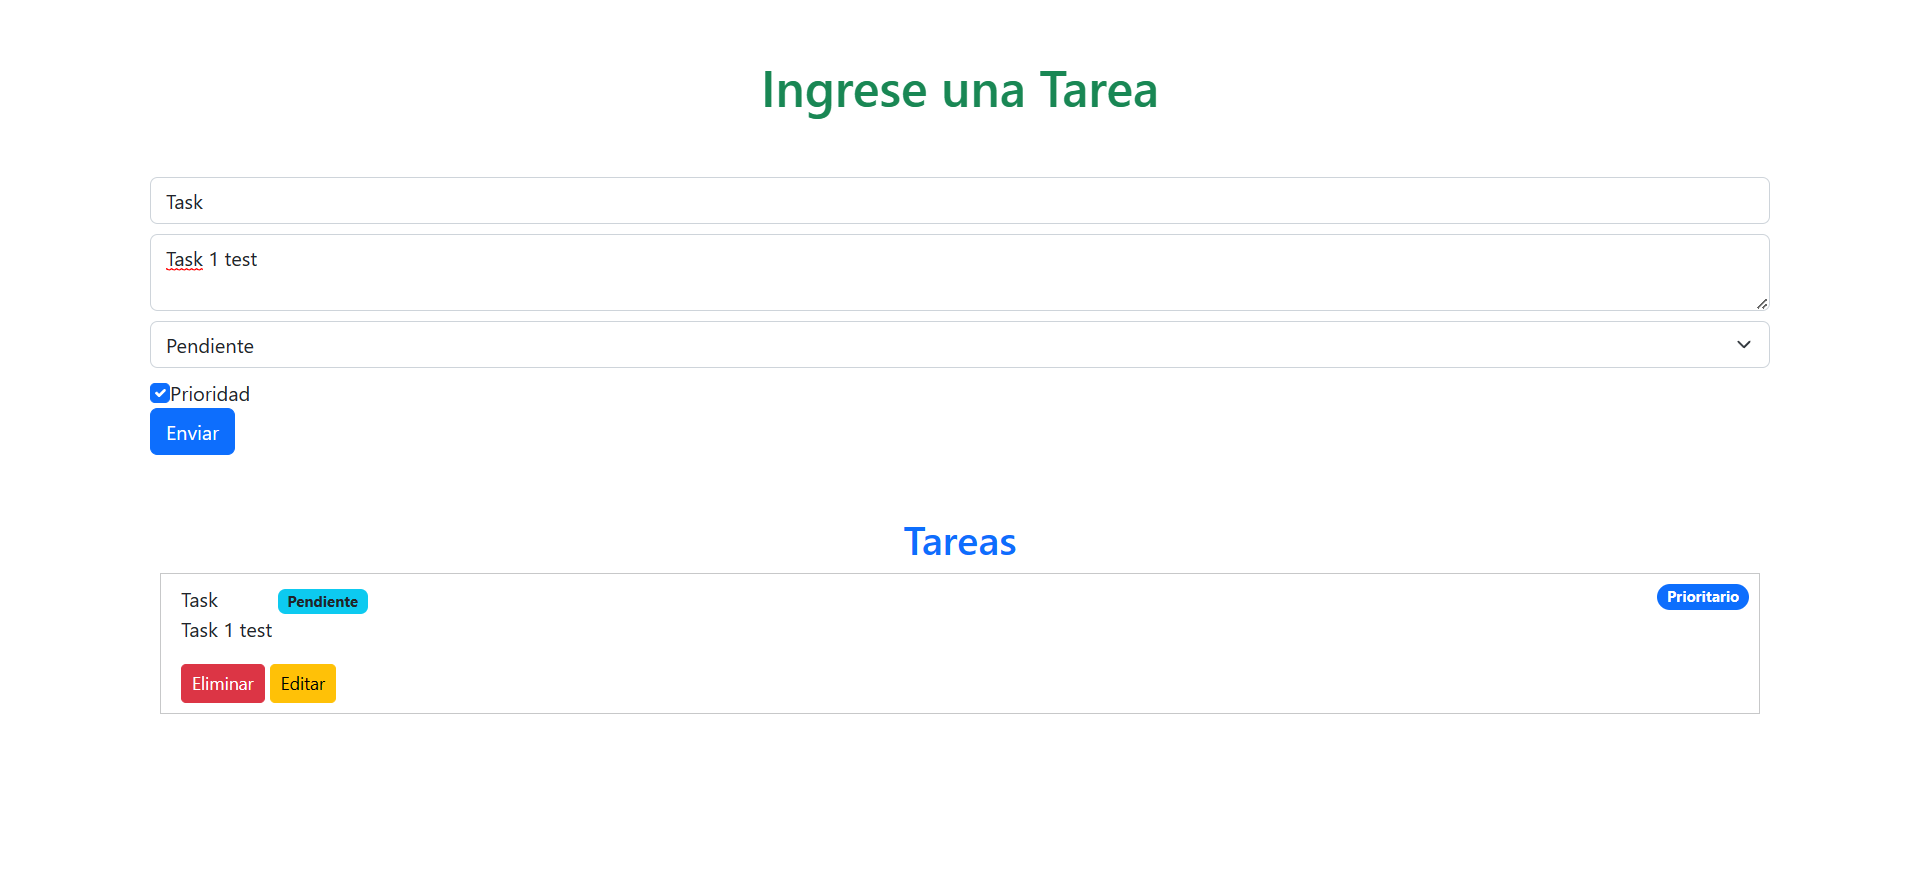 Ingrese una Tarea
Task
Task 1 test
Pendiente
Prioridad
Enviar
Tareas
Task Pendiente Prioritario
Task 1 test
Eliminar Editar